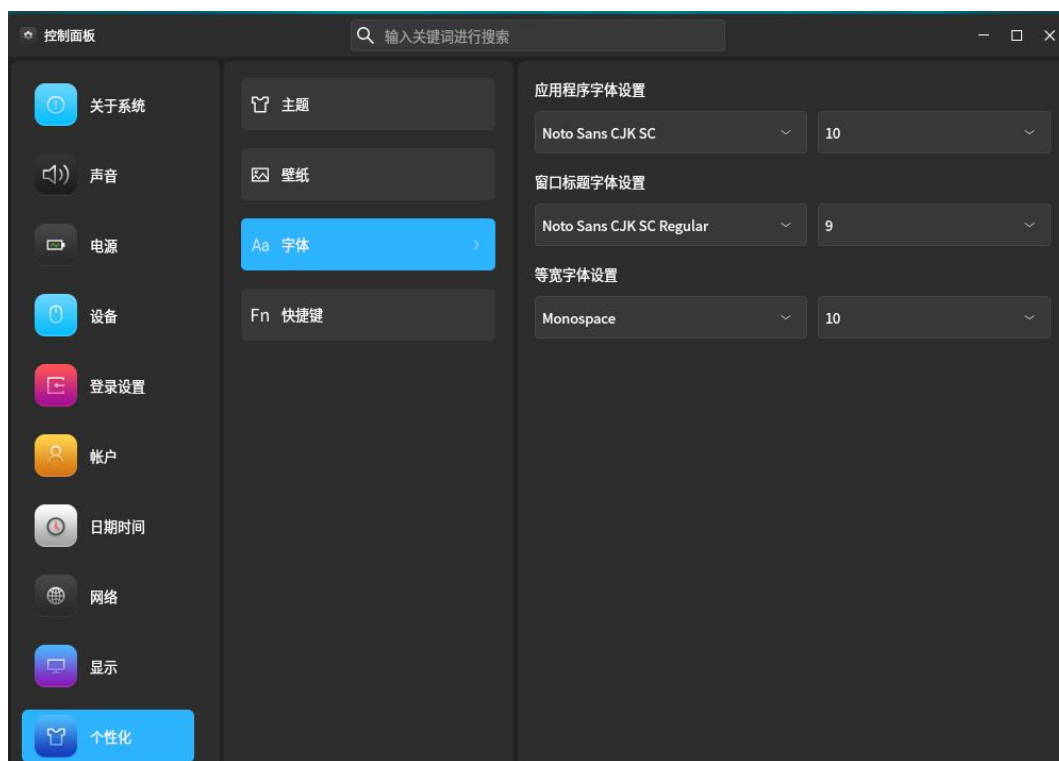 控制面板
输入关键词进行搜索
关于系统
声音
电源
设备
登录设置
帐户
日期时间
网络
显示
个性化
主题
壁纸
Aa 字体
Fn 快捷键
应用程序字体设置
Noto Sans CJK SC 10
窗口标题字体设置
Noto Sans CJK SC Regular 9
等宽字体设置
Monospace 10